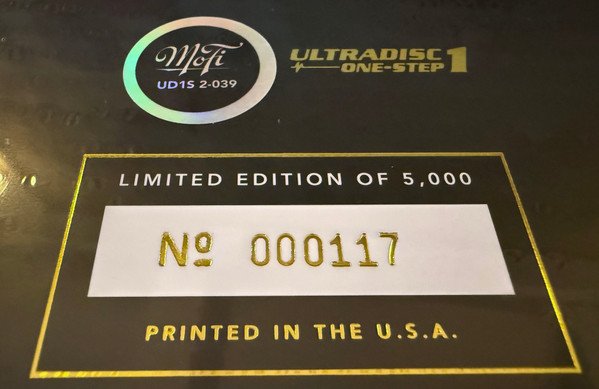 MoFi
UD1S 2-039
ULTRADISC
ONE-STEP 1
LIMITED EDITION OF 5,000
Nº 000117
PRINTED IN THE U.S.A.